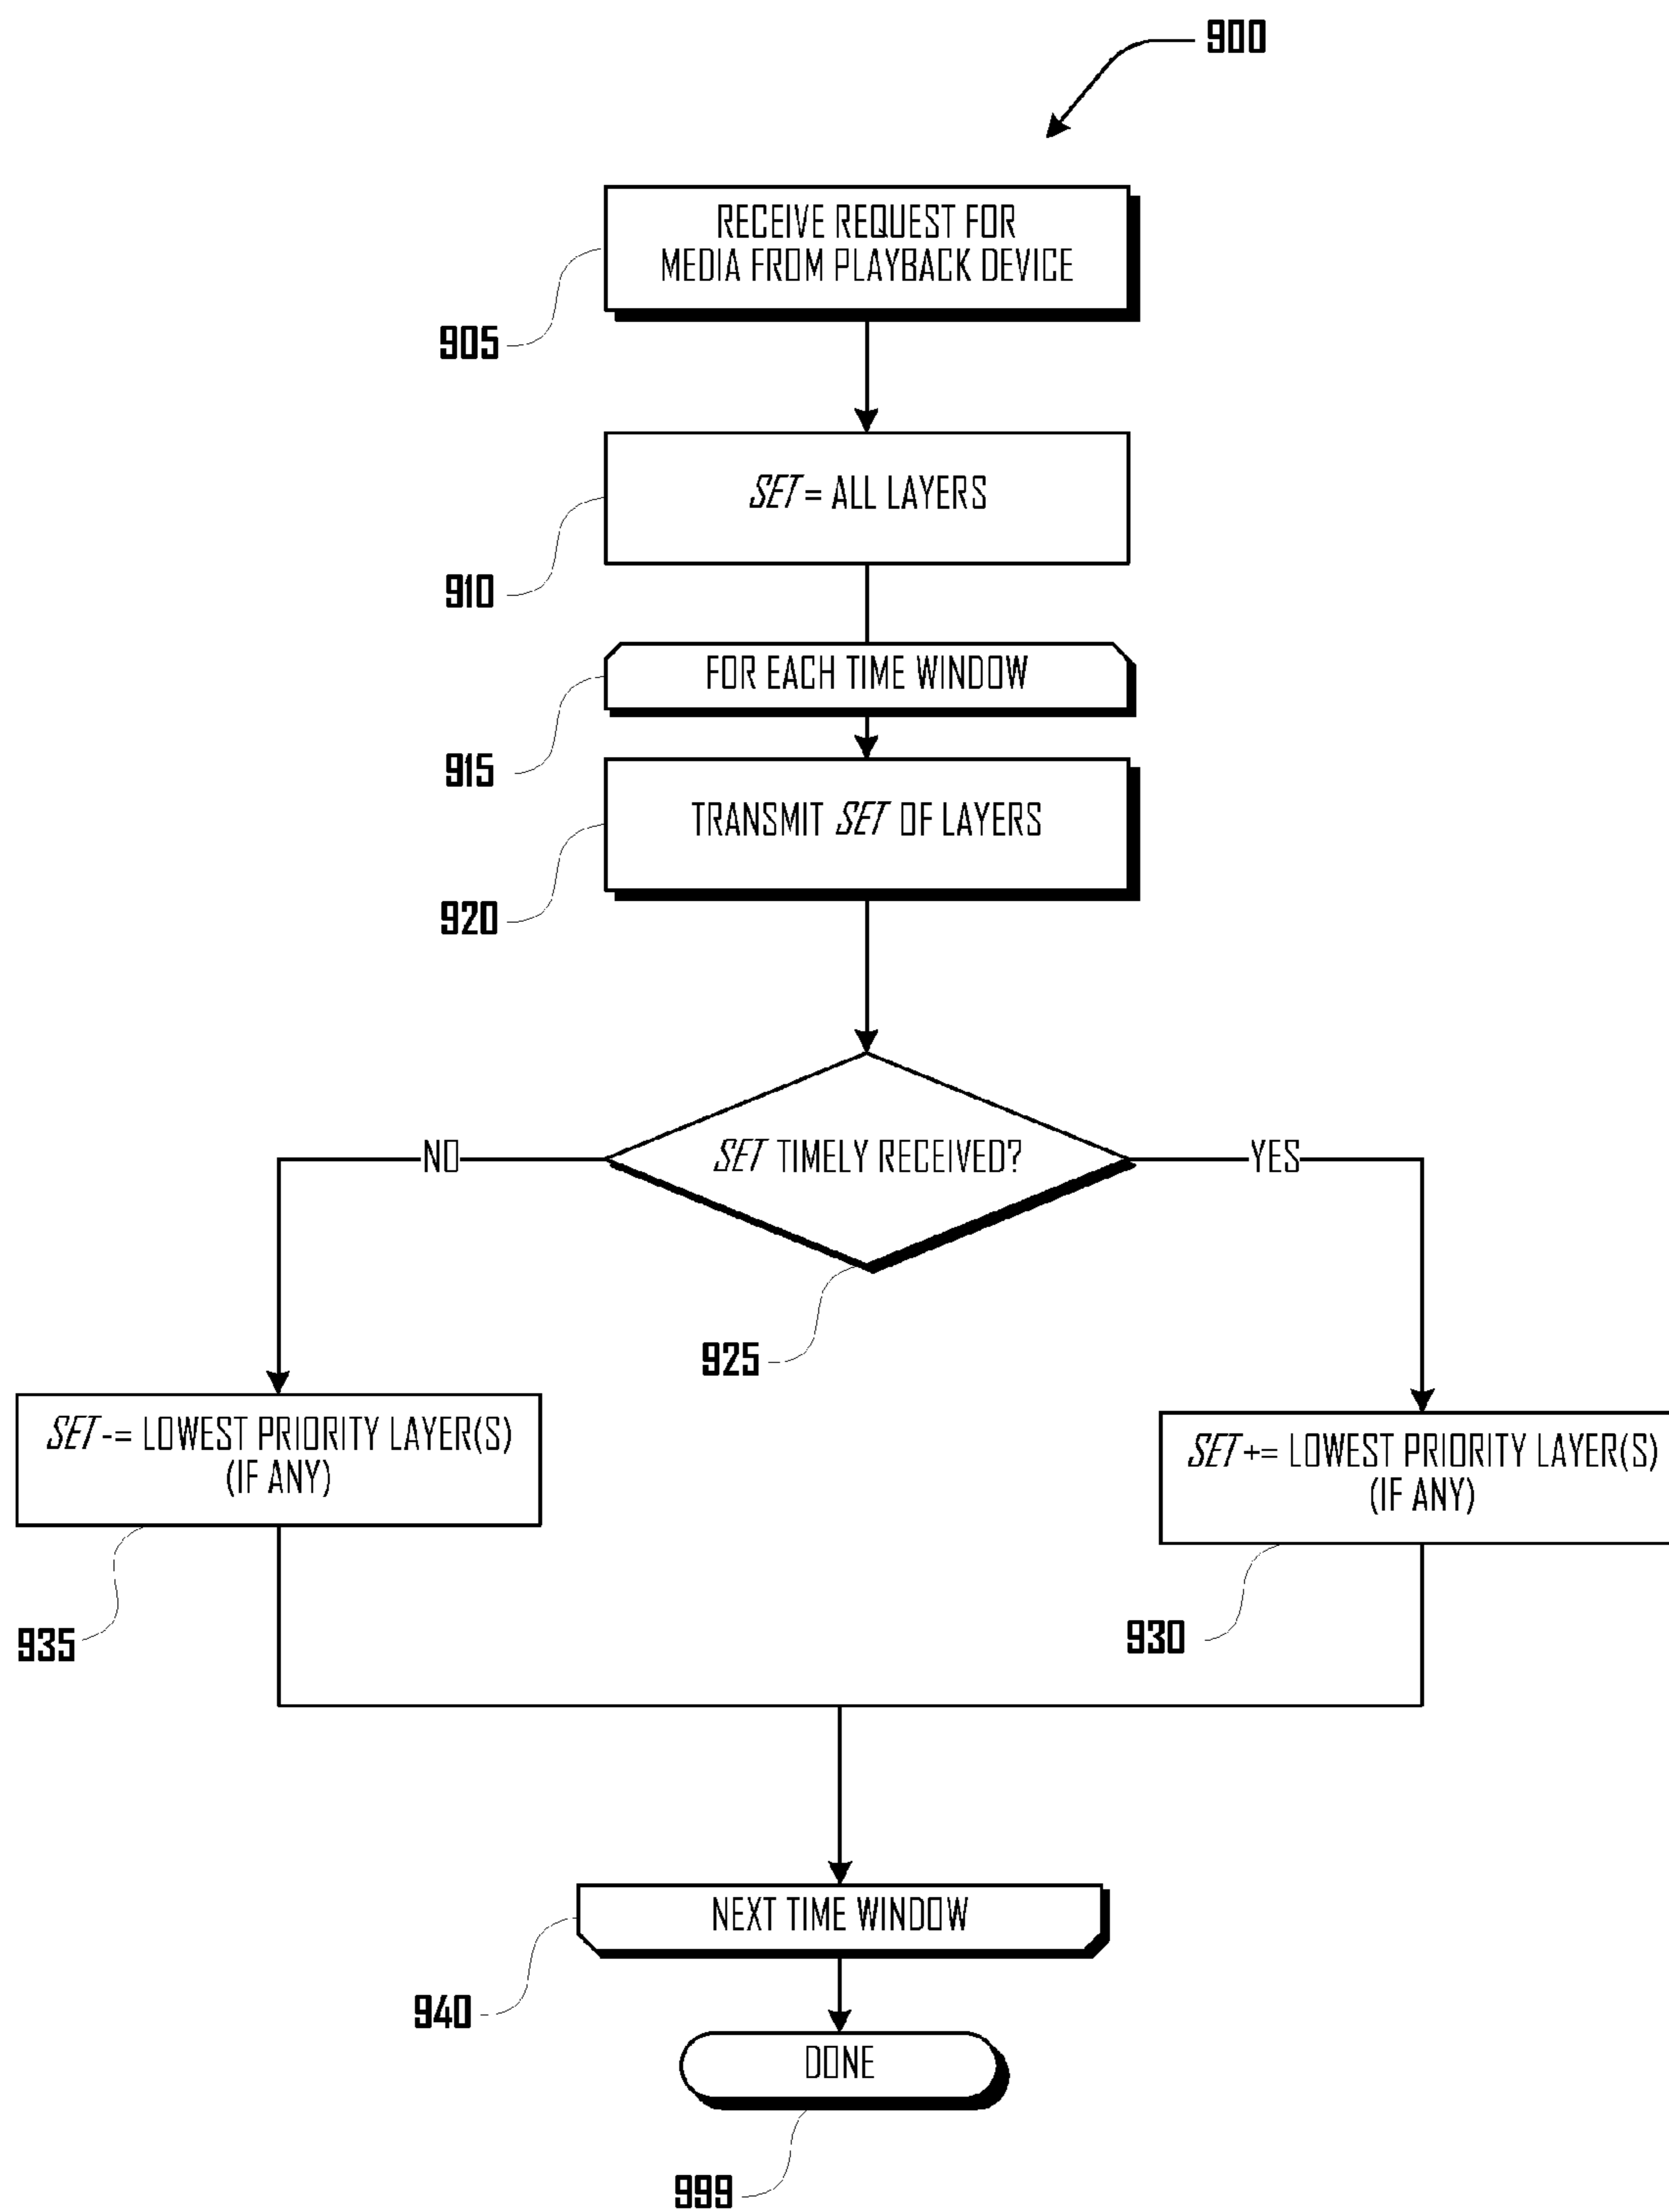 900
RECEIVE REQUEST FOR
MEDIA FROM PLAYBACK DEVICE
905
SET = ALL LAYERS
910
FOR EACH TIME WINDOW
915
TRANSMIT SET OF LAYERS
920
NO
SET TIMELY RECEIVED?
YES
925
SET -= LOWEST PRIORITY LAYER(S)
(IF ANY)
935
SET += LOWEST PRIORITY LAYER(S)
(IF ANY)
930
NEXT TIME WINDOW
940
DONE
999